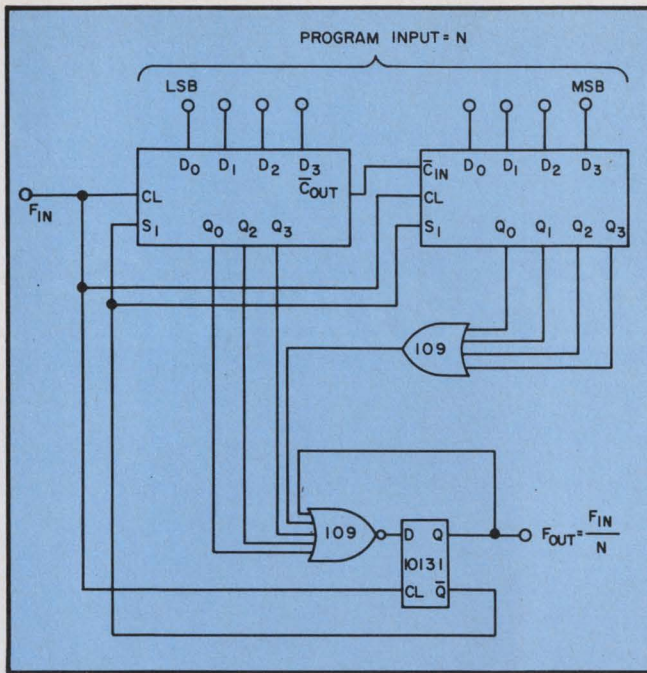 PROGRAM INPUT = N
LSB MSB
D0 D1 D2 D3 D0 D1 D2 D3
C̅OUT C̅IN
FIN
CL CL
S1 Q0 Q2 Q3 S1 Q0 Q1 Q2 Q3
109
109 D Q FOUT = FIN/N
10131
CL Q̅